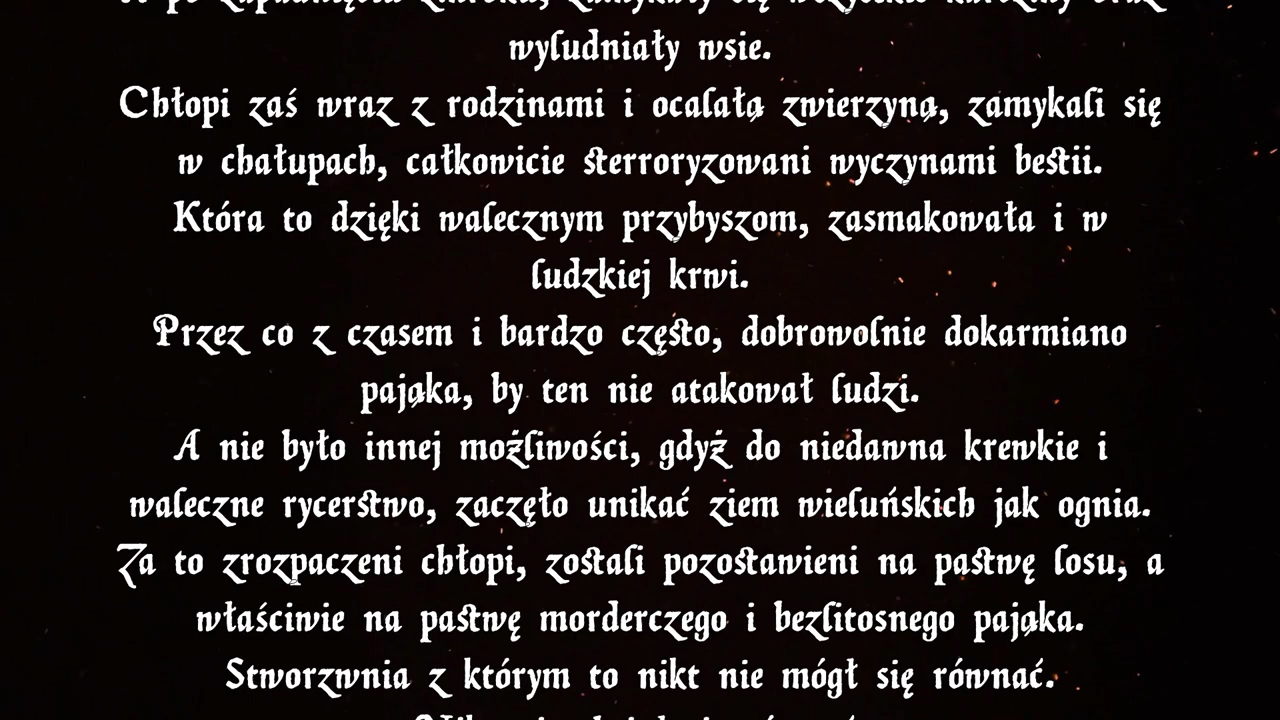 wyludniały wsie.
Chłopi zaś wraz z rodzinami i ocalałą zwierzyną, zamykali się
w chałupach, całkowicie sterroryzowani wyczynami bestii.
Która to dzięki walecznym przybyszom, zasmakowała i w
ludzkiej krwi.
Przez co z czasem i bardzo często, dobrowolnie dokarmiano
pająka, by ten nie atakował ludzi.
A nie było innej możliwości, gdyż do niedawna krewkie i
waleczne rycerstwo, zaczęło unikać ziem wieluńskich jak ognia.
Za to zrozpaczeni chłopi, zostali pozostawieni na pastwę losu, a
właściwie na pastwę morderczego i bezlitosnego pająka.
Stworzwnia z którym to nikt nie mógł się równać.